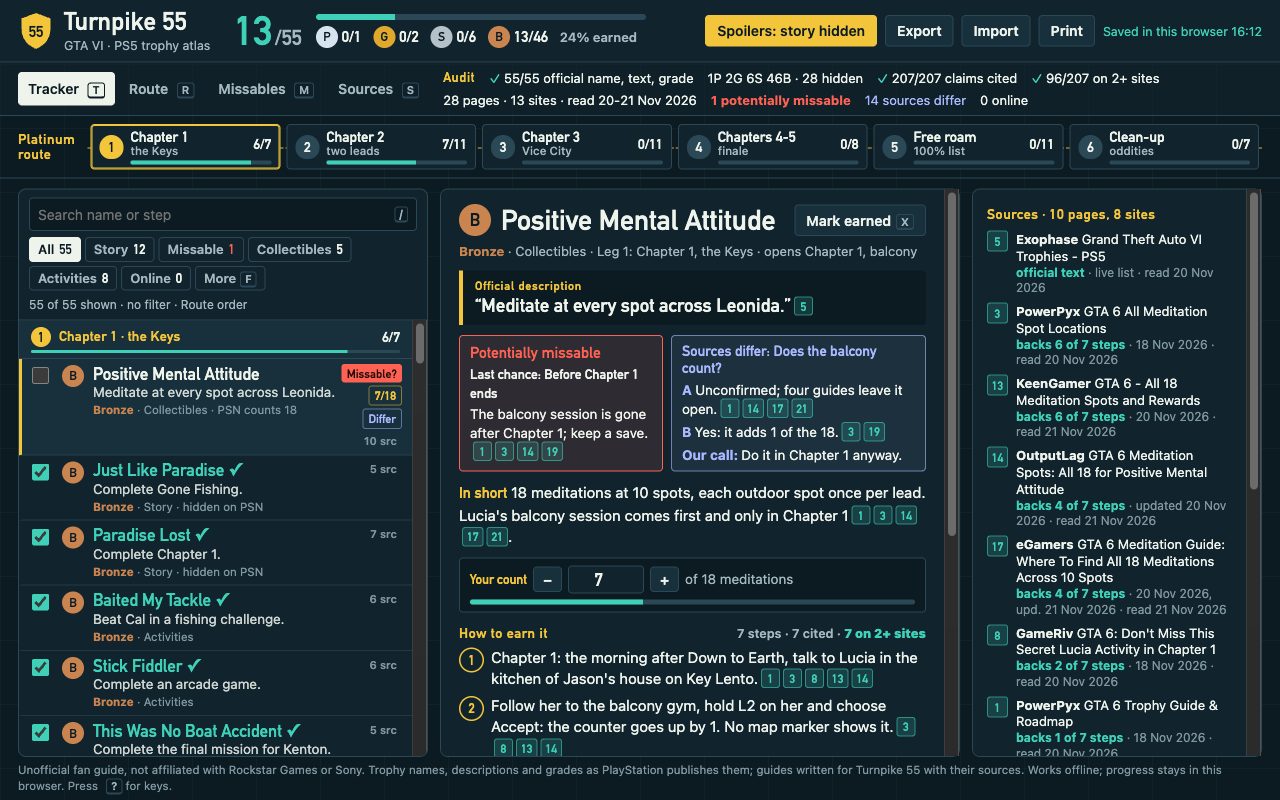 55
Turnpike 55
GTA VI · PS5 trophy atlas
13/55
P 0/1 G 0/2 S 0/6 B 13/46 24% earned
Spoilers: story hidden
Export
Import
Print
Saved in this browser 16:12
Tracker T
Route R
Missables M
Sources S
Audit ✓ 55/55 official name, text, grade 1P 2G 6S 46B · 28 hidden ✓ 207/207 claims cited ✓ 96/207 on 2+ sites
28 pages · 13 sites · read 20-21 Nov 2026 1 potentially missable 14 sources differ 0 online
Platinum
route
1 Chapter 1 6/7
the Keys
2 Chapter 2 7/11
two leads
3 Chapter 3 0/11
Vice City
4 Chapters 4-5 0/8
finale
5 Free roam 0/11
100% list
6 Clean-up 0/7
oddities
Search name or step /
All 55 Story 12 Missable 1 Collectibles 5
Activities 8 Online 0 More F
55 of 55 shown · no filter · Route order
1 Chapter 1 · the Keys 6/7
B Positive Mental Attitude Missable?
Meditate at every spot across Leonida. 7/18
Bronze · Collectibles · PSN counts 18 Differ
10 src
B Just Like Paradise ✓ 5 src
Complete Gone Fishing.
Bronze · Story · hidden on PSN
B Paradise Lost ✓ 7 src
Complete Chapter 1.
Bronze · Story · hidden on PSN
B Baited My Tackle ✓ 6 src
Beat Cal in a fishing challenge.
Bronze · Activities
B Stick Fiddler ✓ 6 src
Complete an arcade game.
Bronze · Activities
B This Was No Boat Accident ✓ 5 src
Complete the final mission for Kenton.
B Positive Mental Attitude Mark earned X
Bronze · Collectibles · Leg 1: Chapter 1, the Keys · opens Chapter 1, balcony
Official description
“Meditate at every spot across Leonida.” 5
Potentially missable
Last chance: Before Chapter 1
ends
The balcony session is gone
after Chapter 1; keep a save.
1 3 14 19
Sources differ: Does the balcony
count?
A Unconfirmed; four guides leave it
open. 1 14 17 21
B Yes: it adds 1 of the 18. 3 19
Our call: Do it in Chapter 1 anyway.
In short 18 meditations at 10 spots, each outdoor spot once per lead.
Lucia's balcony session comes first and only in Chapter 1 1 3 14
17 21.
Your count − 7 + of 18 meditations
How to earn it 7 steps · 7 cited · 7 on 2+ sites
1 Chapter 1: the morning after Down to Earth, talk to Lucia in the
kitchen of Jason's house on Key Lento. 1 3 8 13 14
2 Follow her to the balcony gym, hold L2 on her and choose
Accept: the counter goes up by 1. No map marker shows it. 3
8 13 14
Sources · 10 pages, 8 sites
5 Exophase Grand Theft Auto VI
Trophies - PS5
official text · live list · read 20 Nov
2026
3 PowerPyx GTA 6 All Meditation
Spot Locations
backs 6 of 7 steps · 18 Nov 2026 ·
read 20 Nov 2026
13 KeenGamer GTA 6 - All 18
Meditation Spots and Rewards
backs 6 of 7 steps · 20 Nov 2026 ·
read 21 Nov 2026
14 OutputLag GTA 6 Meditation
Spots: All 18 for Positive Mental
Attitude
backs 4 of 7 steps · updated 20 Nov
2026 · read 21 Nov 2026
17 eGamers GTA 6 Meditation Guide:
Where To Find All 18 Meditations
Across 10 Spots
backs 4 of 7 steps · 20 Nov 2026,
upd. 21 Nov 2026 · read 21 Nov 2026
8 GameRiv GTA 6: Don't Miss This
Secret Lucia Activity in Chapter 1
backs 2 of 7 steps · 18 Nov 2026 ·
read 20 Nov 2026
1 PowerPyx GTA 6 Trophy Guide &
Roadmap
backs 1 of 7 steps · 18 Nov 2026 ·
read 20 Nov 2026
Unofficial fan guide, not affiliated with Rockstar Games or Sony. Trophy names, descriptions and grades as PlayStation publishes them; guides written for Turnpike 55 with their sources. Works offline; progress stays in this
browser. Press ? for keys.